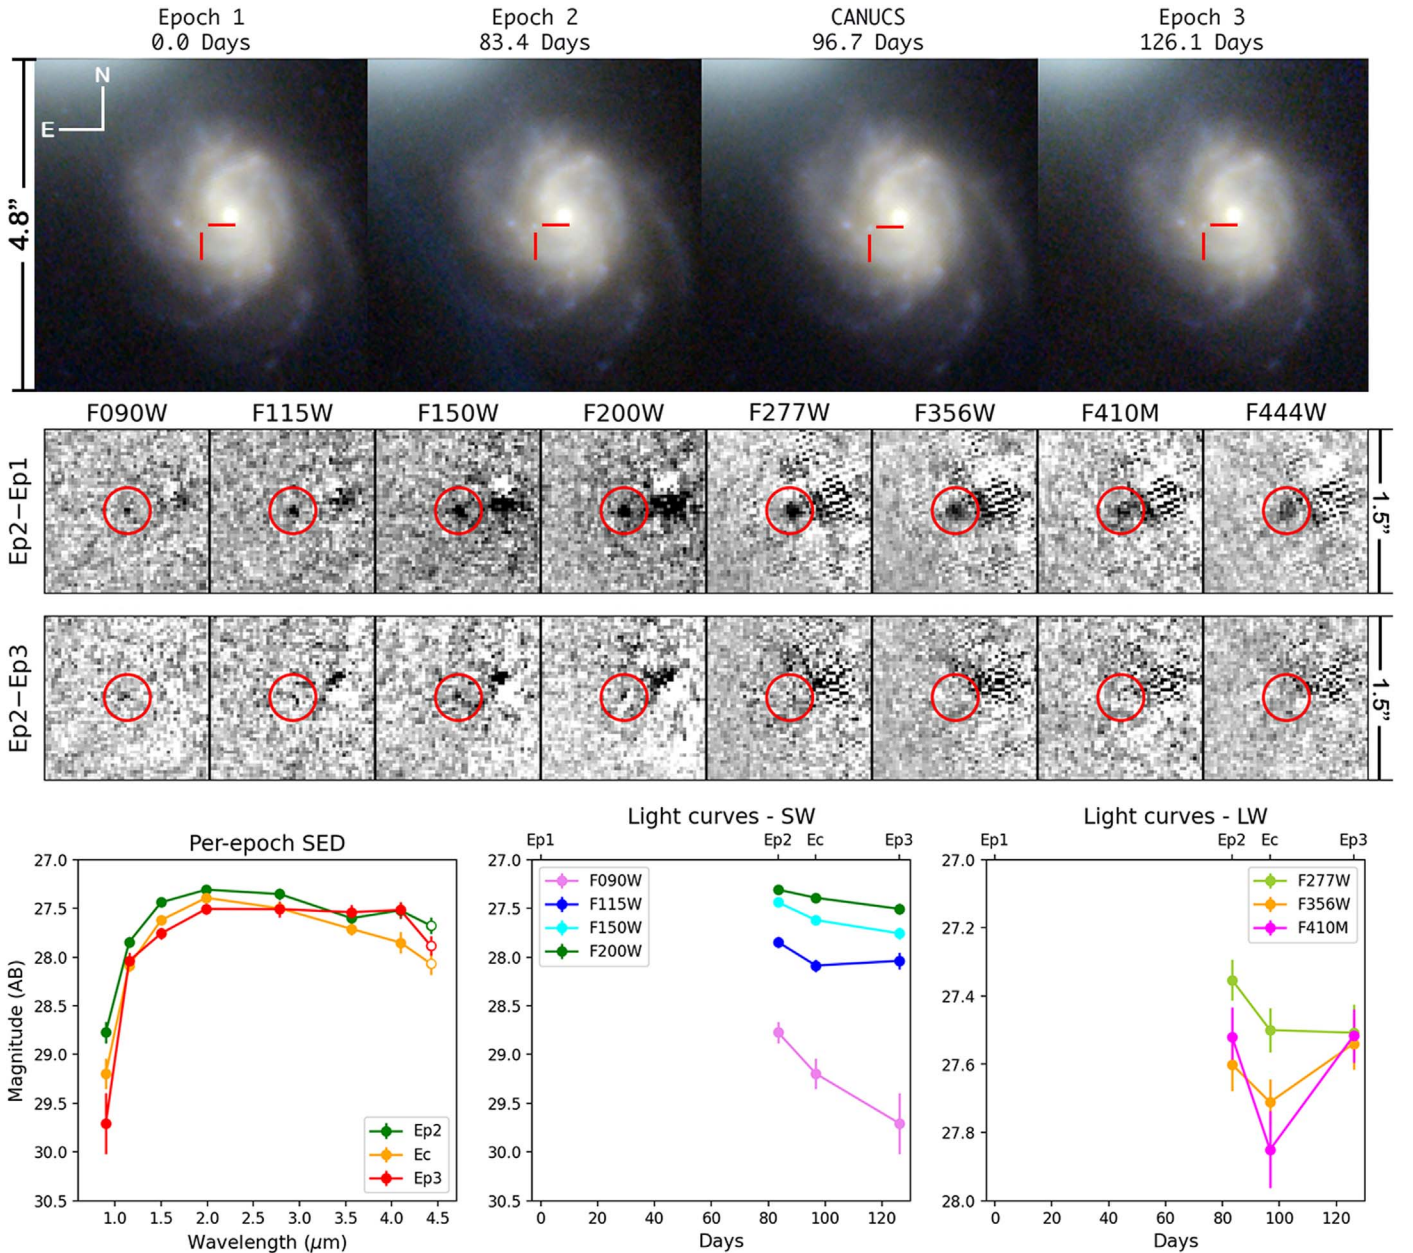 Epoch 1
0.0 Days
Epoch 2
83.4 Days
CANUCS
96.7 Days
Epoch 3
126.1 Days
N
E
4.8”
F090W F115W F150W F200W F277W F356W F410M F444W
Ep2−Ep1
1.5”
Ep2−Ep3
1.5”
Per-epoch SED
Magnitude (AB)
27.0
27.5
28.0
28.5
29.0
29.5
30.0
30.5
Ep2
Ec
Ep3
1.0 1.5 2.0 2.5 3.0 3.5 4.0 4.5
Wavelength (μm)
Light curves - SW
Ep1 Ep2 Ec Ep3
27.0
27.5
28.0
28.5
29.0
29.5
30.0
30.5
F090W
F115W
F150W
F200W
0 20 40 60 80 100 120
Days
Light curves - LW
Ep1 Ep2 Ec Ep3
27.0
27.2
27.4
27.6
27.8
28.0
F277W
F356W
F410M
0 20 40 60 80 100 120
Days